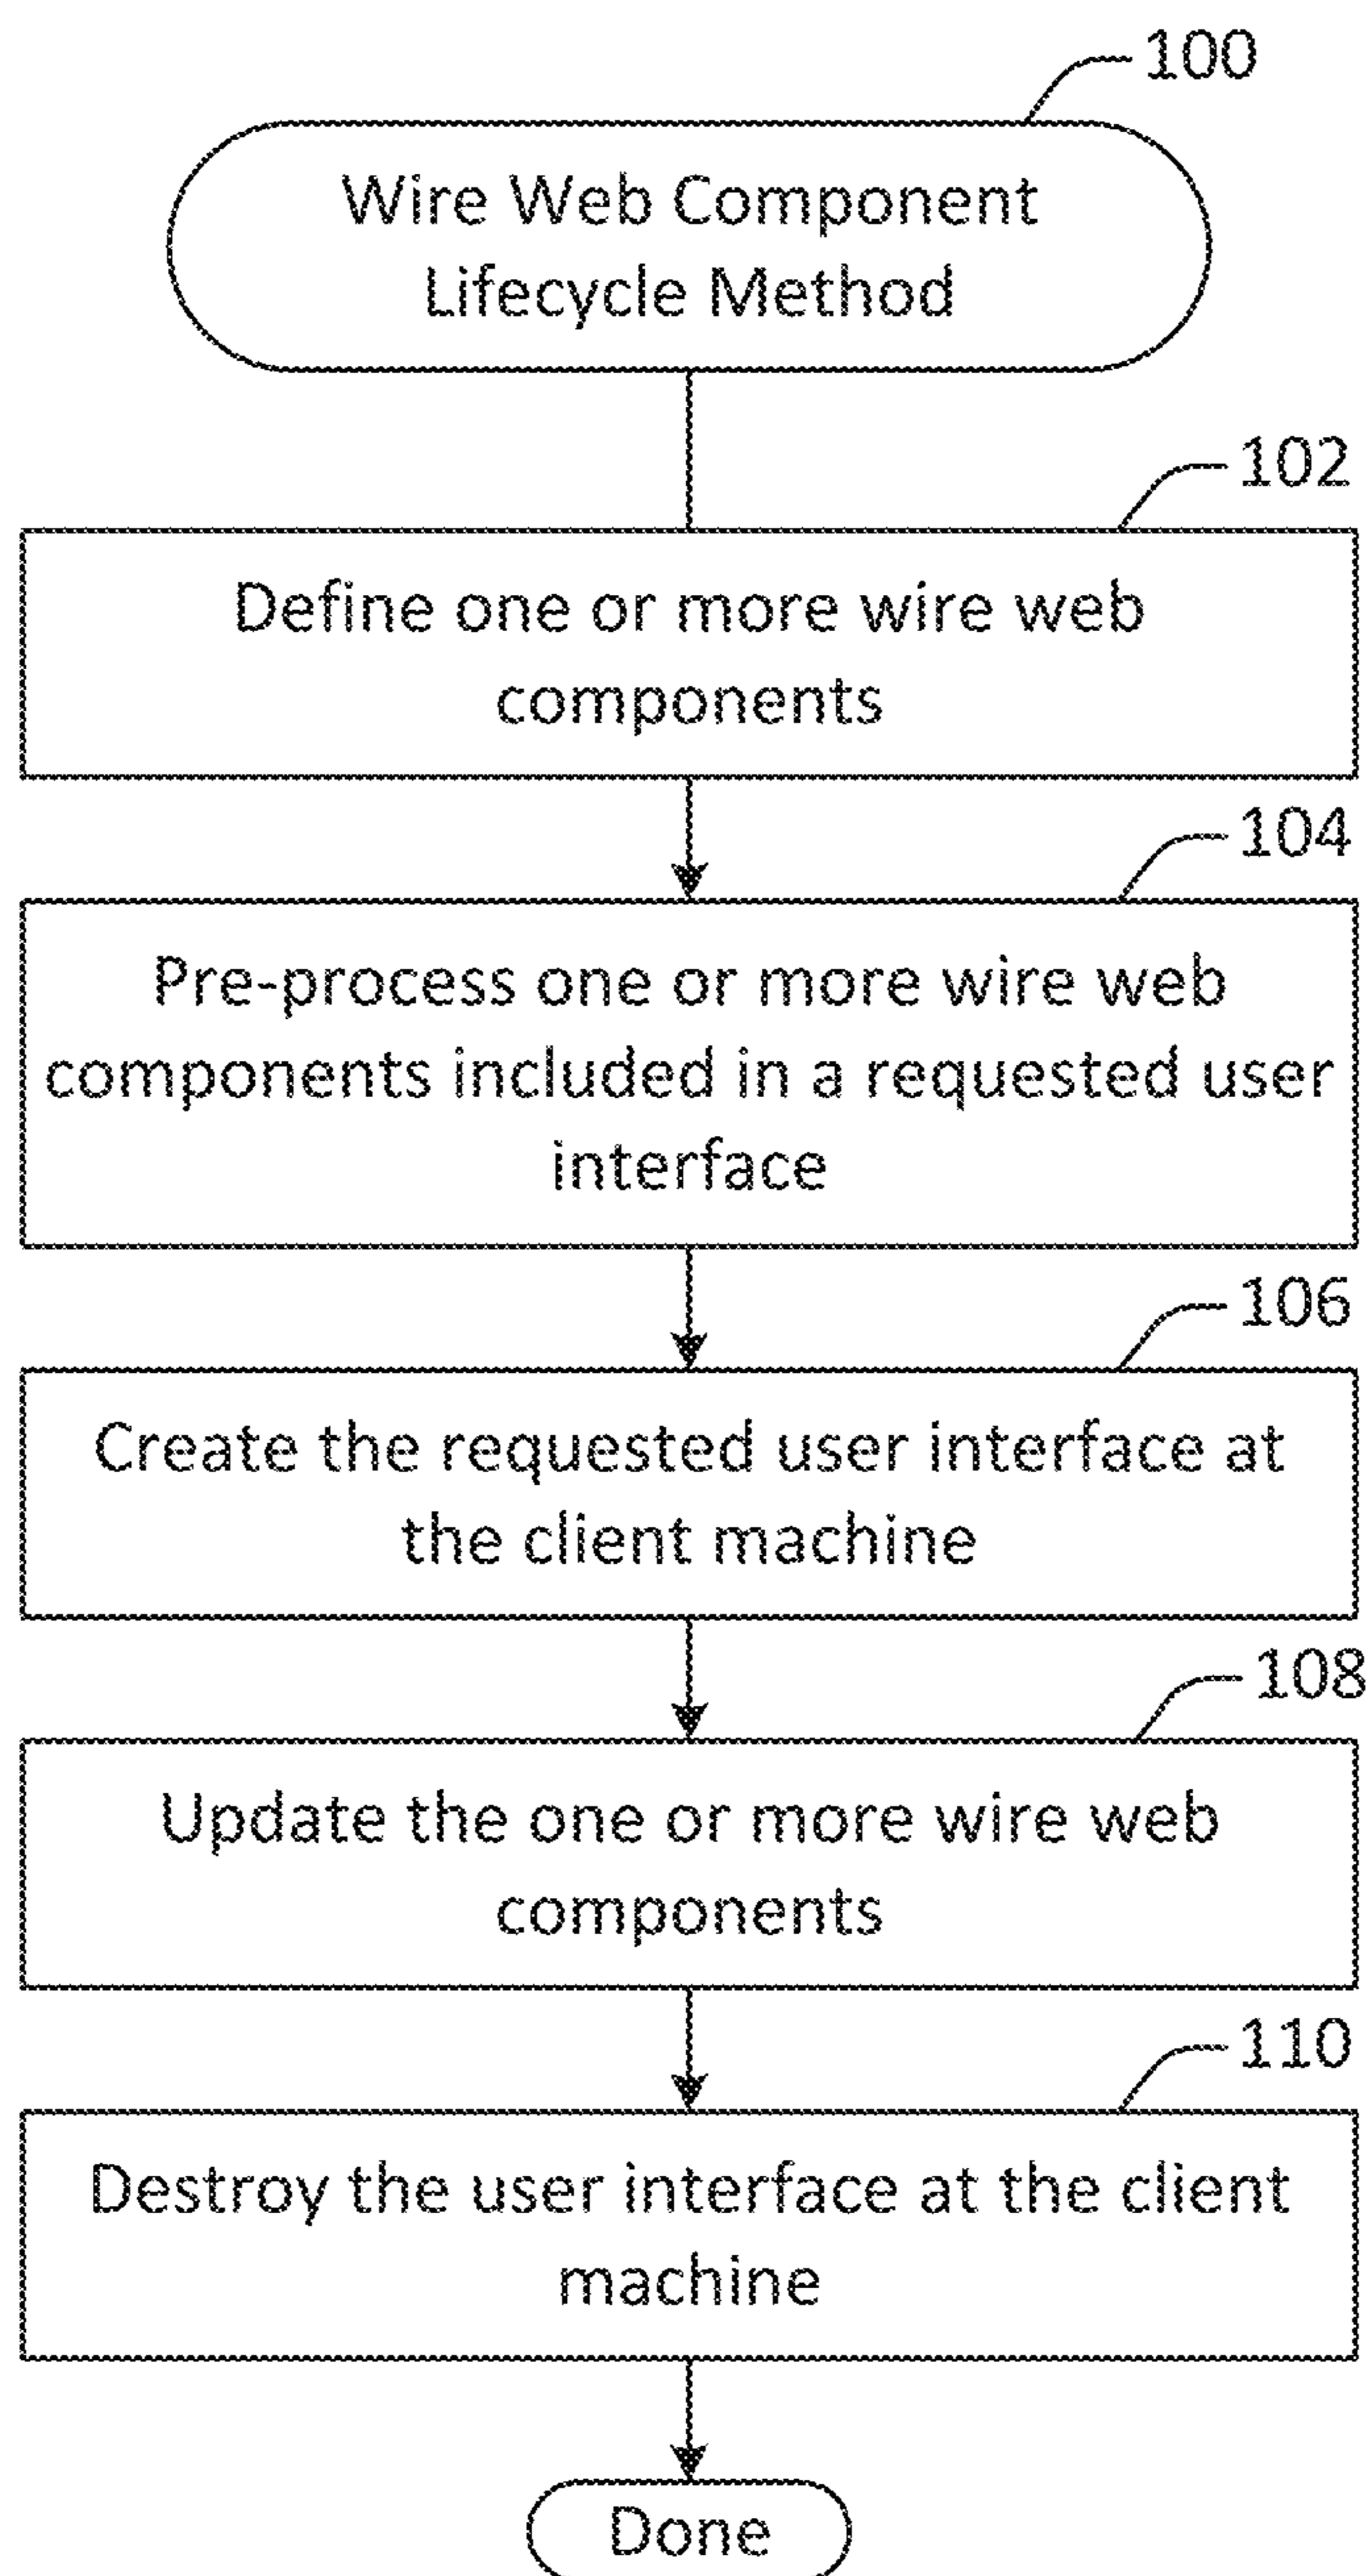 100
Wire Web Component
Lifecycle Method
102
Define one or more wire web
components
104
Pre-process one or more wire web
components included in a requested user
interface
106
Create the requested user interface at
the client machine
108
Update the one or more wire web
components
110
Destroy the user interface at the client
machine
Done